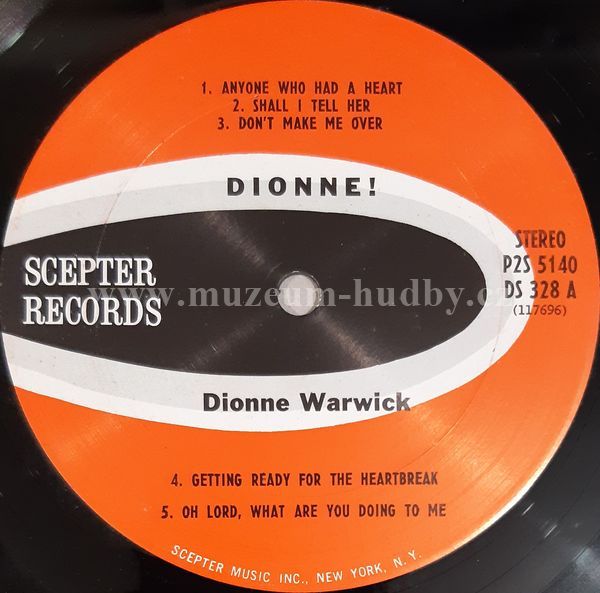 1. ANYONE WHO HAD A HEART
2. SHALL I TELL HER
3. DON'T MAKE ME OVER
DIONNE!
SCEPTER
RECORDS
STEREO
P2S 5140
DS 328 A
(117696)
www.muzeum-hudby.cz
Dionne Warwick
4. GETTING READY FOR THE HEARTBREAK
5. OH LORD, WHAT ARE YOU DOING TO ME
SCEPTER MUSIC INC., NEW YORK, N.Y.